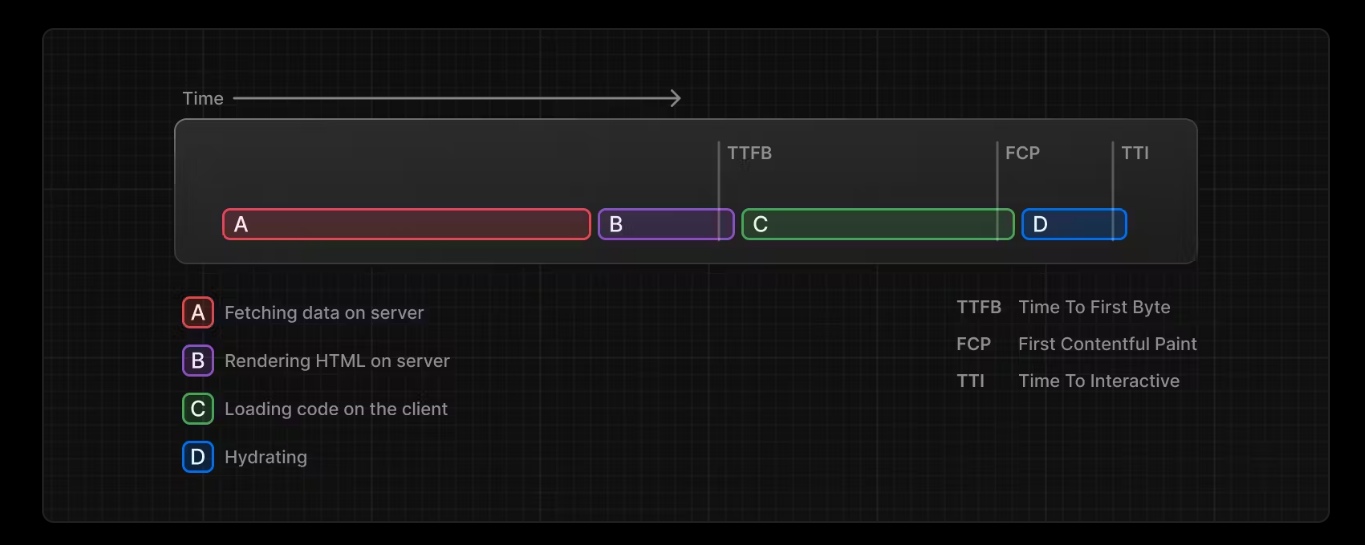 Time
TTFB FCP TTI
A B C D
A Fetching data on server
B Rendering HTML on server
C Loading code on the client
D Hydrating
TTFB Time To First Byte
FCP First Contentful Paint
TTI Time To Interactive